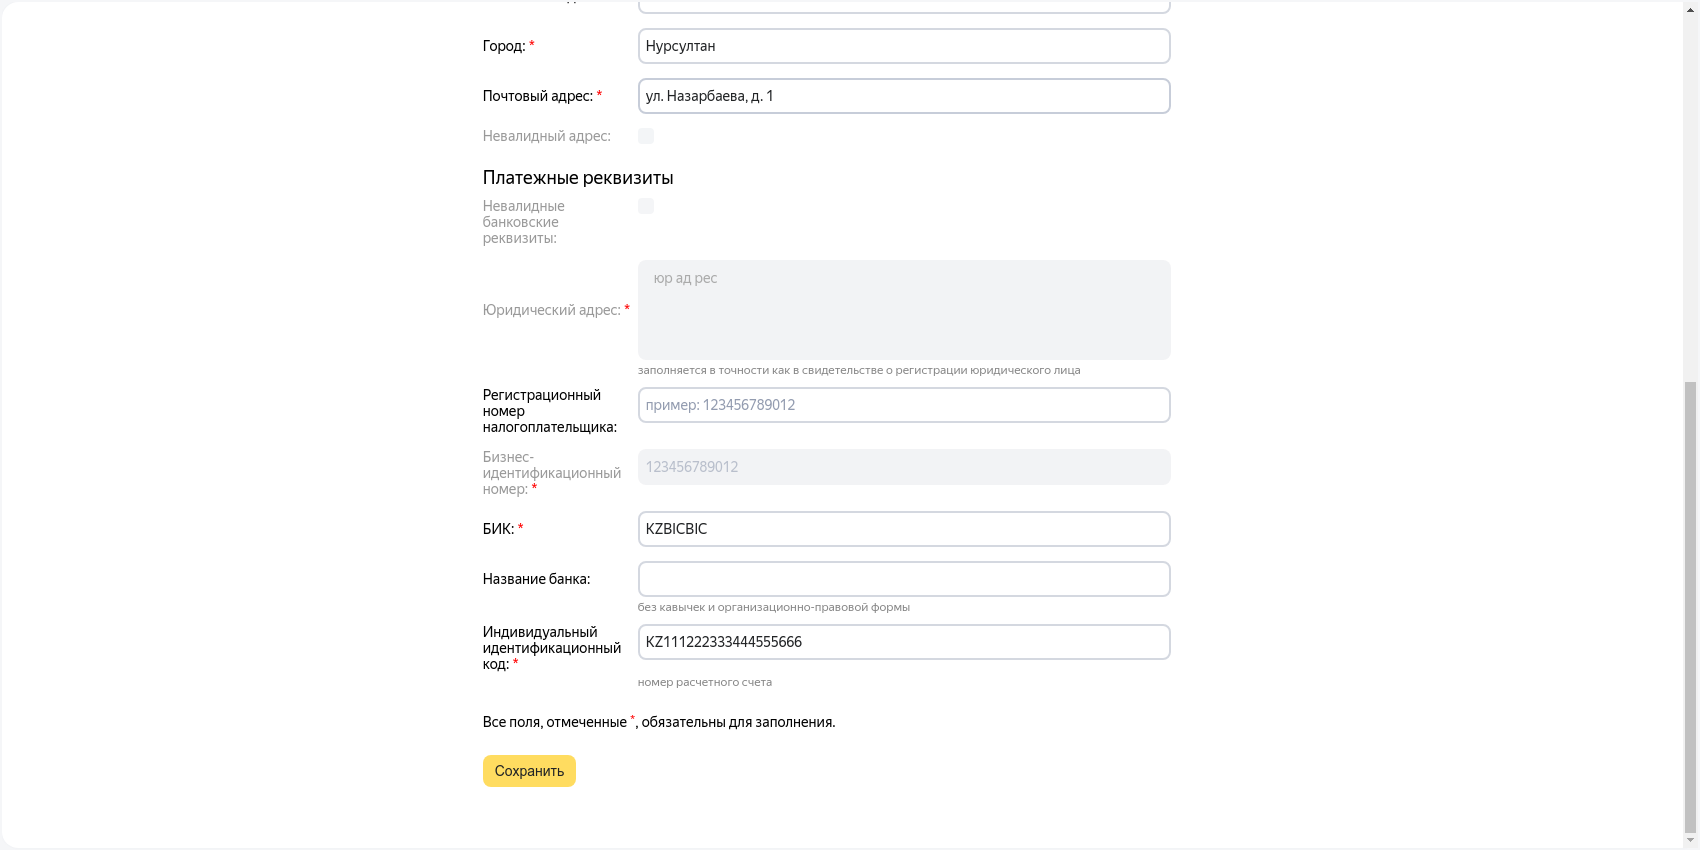 Город: *
Нурсултан
Почтовый адрес: *
ул. Назарбаева, д. 1
Невалидный адрес:
Платежные реквизиты
Невалидные
банковские
реквизиты:
юр ад рес
Юридический адрес: *
заполняется в точности как в свидетельстве о регистрации юридического лица
Регистрационный
номер
налогоплательщика:
пример: 123456789012
Бизнес-
идентификационный
номер: *
123456789012
БИК: *
KZBICBIC
Название банка:
без кавычек и организационно-правовой формы
Индивидуальный
идентификационный
код: *
KZ111222333444555666
номер расчетного счета
Все поля, отмеченные *, обязательны для заполнения.
Сохранить